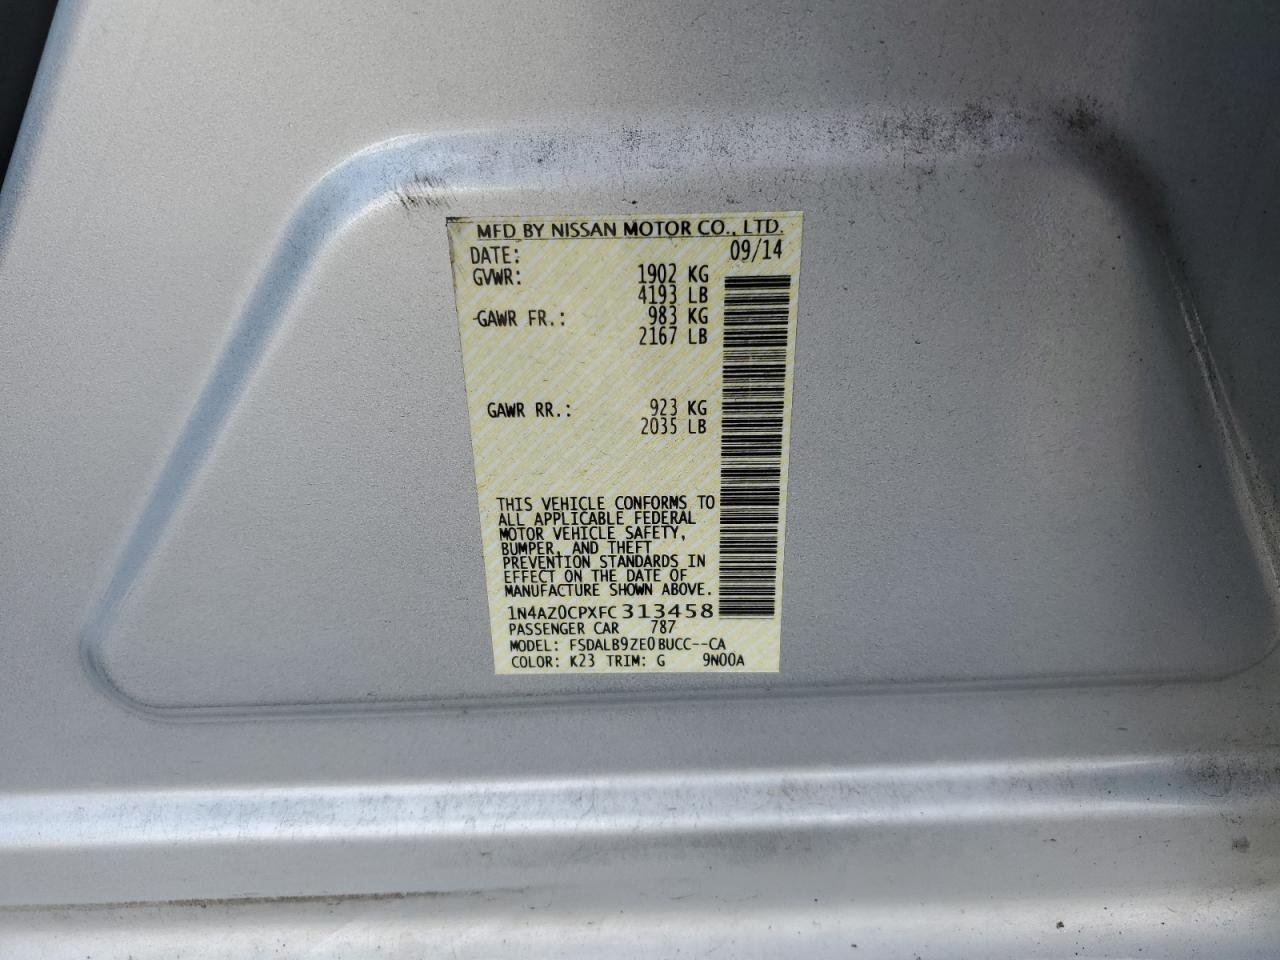 MFD BY NISSAN MOTOR CO., LTD.
DATE: 09/14
GVWR: 1902 KG
4193 LB
GAWR FR.: 983 KG
2167 LB
GAWR RR.: 923 KG
2035 LB
THIS VEHICLE CONFORMS TO
ALL APPLICABLE FEDERAL
MOTOR VEHICLE SAFETY,
BUMPER, AND THEFT
PREVENTION STANDARDS IN
EFFECT ON THE DATE OF
MANUFACTURE SHOWN ABOVE.
1N4AZ0CPXFC313458
PASSENGER CAR 787
MODEL: FSDALB9ZE0BUCC--CA
COLOR: K23 TRIM: G 9N00A